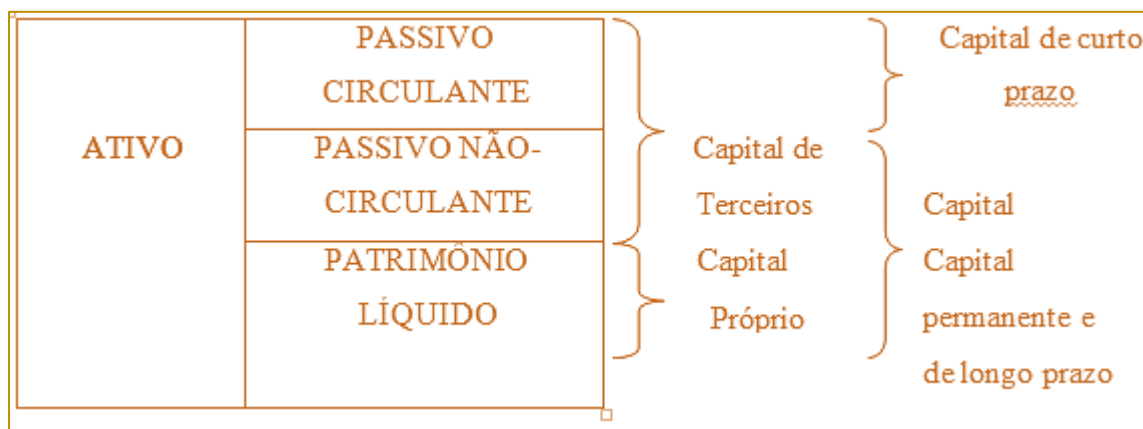 ATIVO
PASSIVO
CIRCULANTE
PASSIVO NÃO-
CIRCULANTE
PATRIMÔNIO
LÍQUIDO
Capital de
Terceiros
Capital
Próprio
Capital de curto
prazo
Capital
Capital
permanente e
de longo prazo